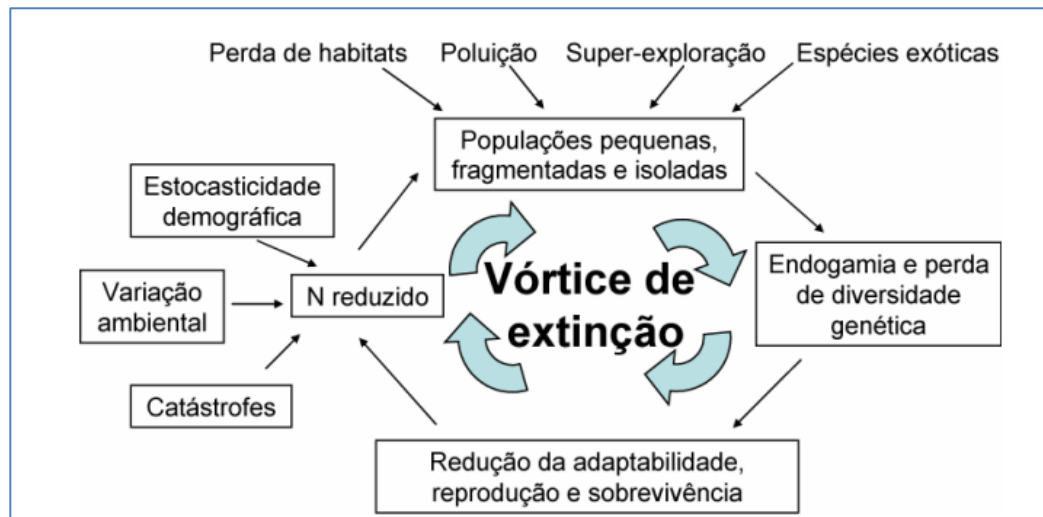 Perda de habitats
Poluição
Super-exploração
Espécies exóticas
Populações pequenas,
fragmentadas e isoladas
Estocasticidade
demográfica
Variação
ambiental
N reduzido
Catástrofes
Vórtice de
extinção
Endogamia e perda
de diversidade
genética
Redução da adaptabilidade,
reprodução e sobrevivência